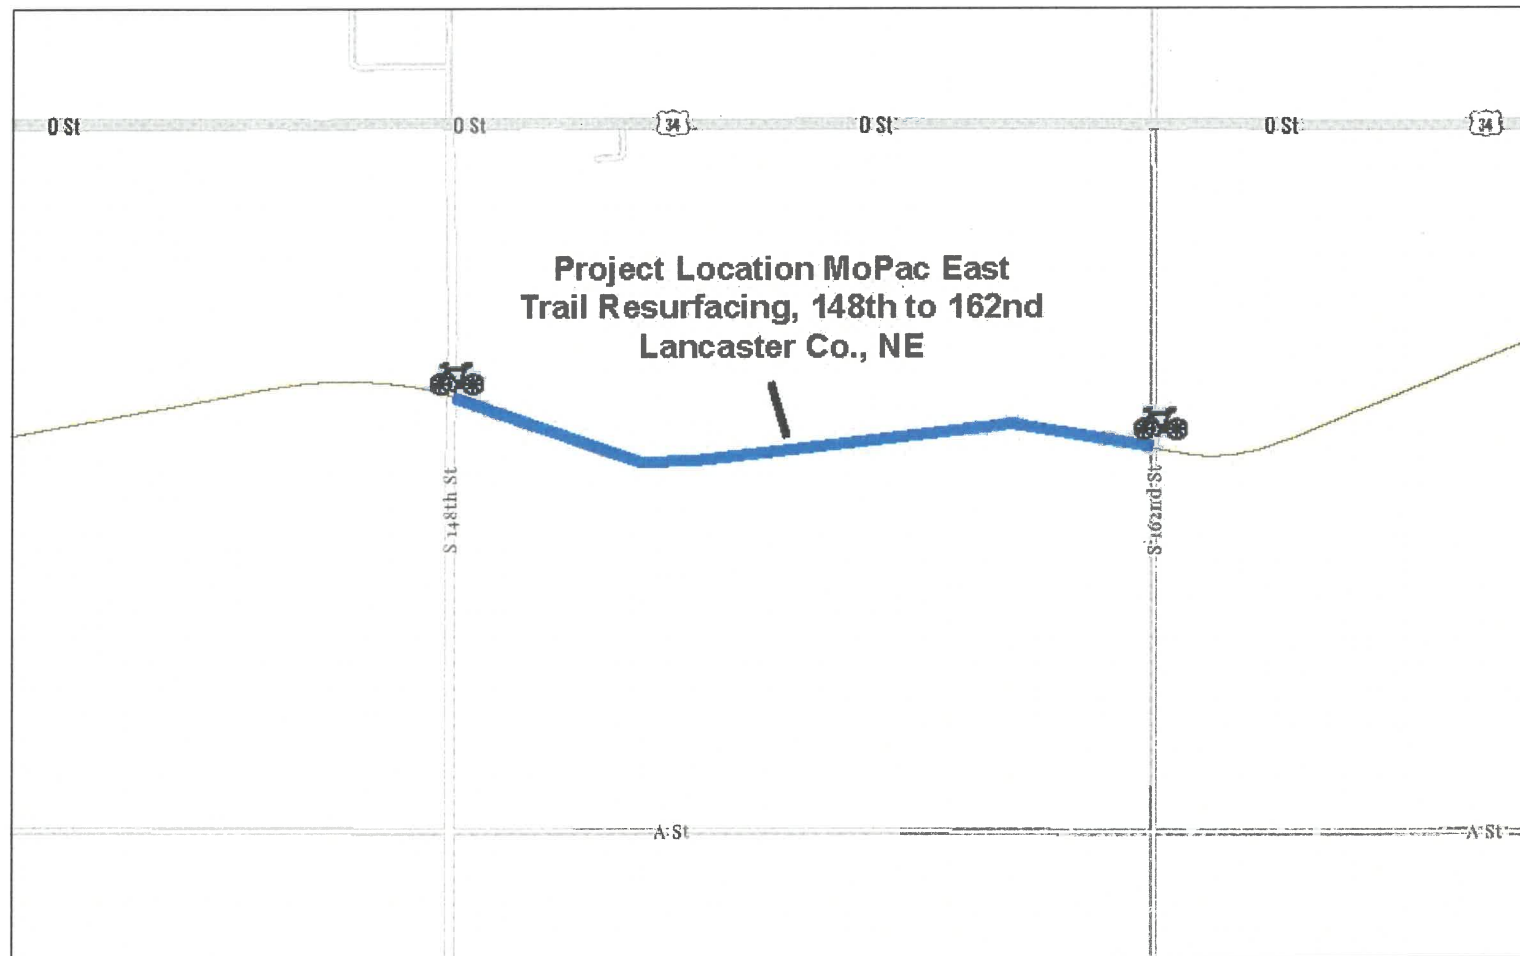 O St O St 34 O St O St 34
Project Location MoPac East
Trail Resurfacing, 148th to 162nd
Lancaster Co., NE
S 148th St
S 162nd St
A St A St